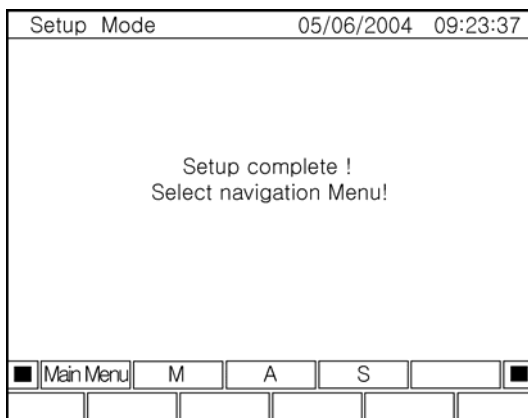 Setup Mode 05/06/2004 09:23:37
Setup complete !
Select navigation Menu!
Main Menu M A S